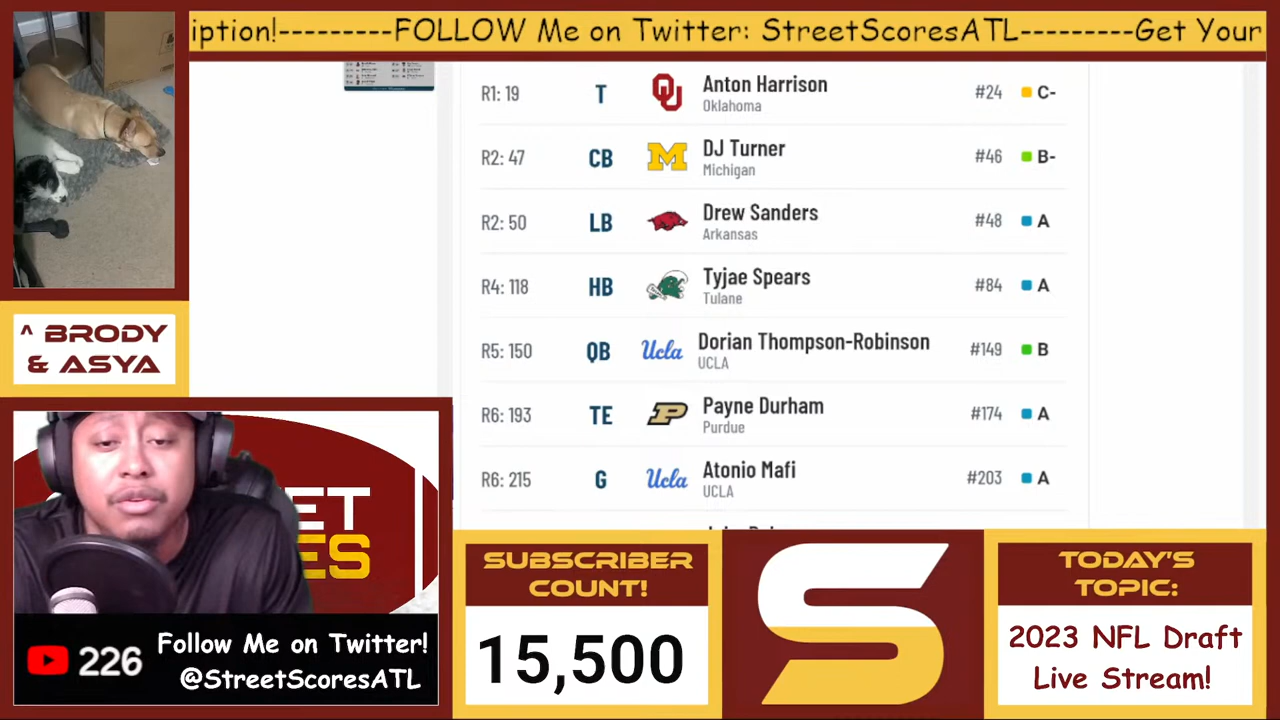 iption!---------FOLLOW Me on Twitter: StreetScoresATL---------Get Your
R1: 19 T OU Anton Harrison #24 C-
Oklahoma
R2: 47 CB M DJ Turner #46 B-
Michigan
R2: 50 LB Drew Sanders #48 A
Arkansas
R4: 118 HB Tyjae Spears #84 A
Tulane
R5: 150 QB Ucla Dorian Thompson-Robinson #149 B
UCLA
R6: 193 TE P Payne Durham #174 A
Purdue
R6: 215 G Ucla Atonio Mafi #203 A
UCLA
^ BRODY
& ASYA
ET
ES
226 Follow Me on Twitter!
@StreetScoresATL
SUBSCRIBER
COUNT!
15,500
S
TODAY'S
TOPIC:
2023 NFL Draft
Live Stream!